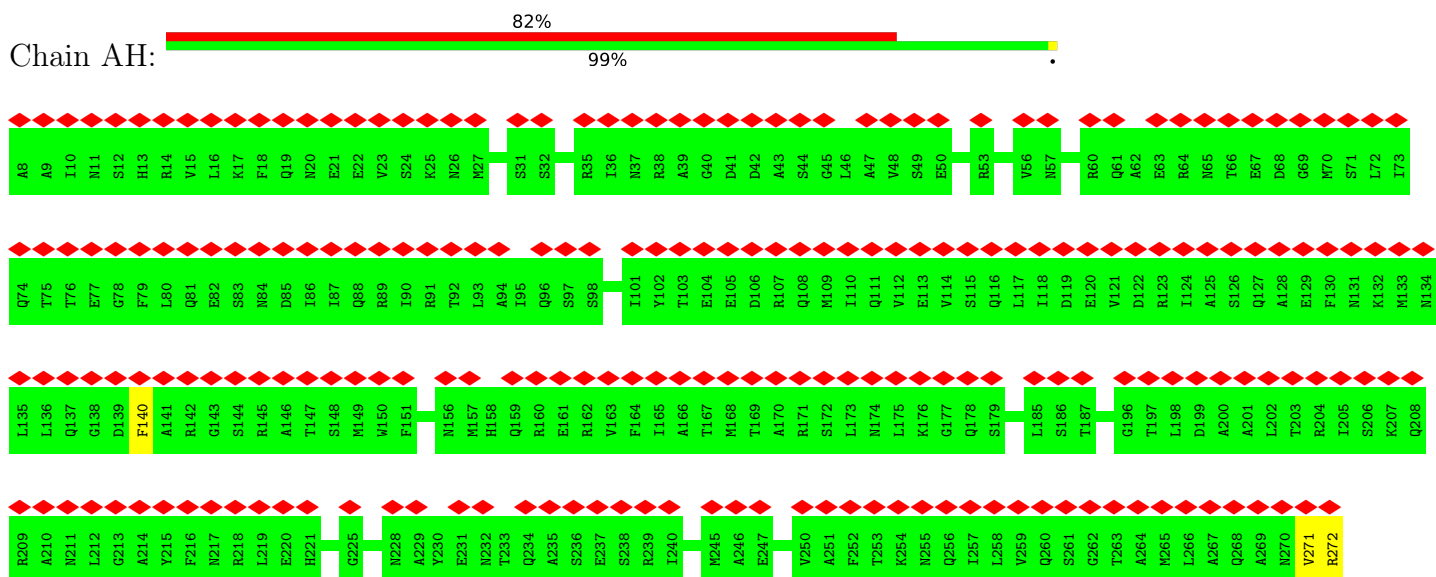 82%
Chain AH:
99%
•
A8 A9 I10 N11 S12 H13 R14 V15 L16 K17 F18 Q19 N20 E21 E22 V23 S24 K25 N26 M27 S31 S32 R35 I36 N37 R38 A39 G40 D41 D42 A43 S44 G45 L46 A47 V48 S49 E50 R53 V56 N57 R60 Q61 A62 E63 R64 N65 T66 E67 D68 G69 M70 S71 L72 I73
Q74 T75 T76 E77 G78 F79 L80 Q81 E82 S83 N84 D85 I86 I87 Q88 R89 I90 R91 T92 L93 A94 I95 Q96 S97 S98 I101 Y102 T103 E104 E105 D106 R107 Q108 M109 I110 Q111 V112 E113 V114 S115 Q116 L117 I118 D119 E120 V121 D122 R123 I124 A125 S126 Q127 A128 E129 F130 N131 K132 M133 N134
L135 L136 Q137 G138 D139 F140 A141 R142 G143 S144 R145 A146 T147 S148 M149 W150 F151 N156 M157 H158 Q159 R160 E161 R162 V163 F164 I165 A166 T167 M168 T169 A170 R171 S172 L173 N174 L175 K176 G177 Q178 S179 L185 S186 T187 G196 T197 L198 D199 A200 A201 L202 T203 R204 I205 S206 K207 Q208
R209 A210 N211 L212 G213 A214 Y215 F216 N217 R218 L219 E220 H221 G225 N228 A229 Y230 E231 N232 T233 Q234 A235 S236 E237 S238 R239 I240 M245 A246 E247 V250 A251 F252 T253 K254 N255 Q256 I257 L258 V259 Q260 S261 G262 T263 A264 M265 L266 A267 Q268 A269 N270 V271 R272